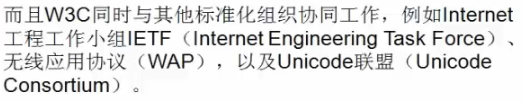 而且W3C同时与其他标准化组织协同工作，例如Internet
工程工作小组IETF（Internet Engineering Task Force）、
无线应用协议（WAP），以及Unicode联盟（Unicode
Consortium）。